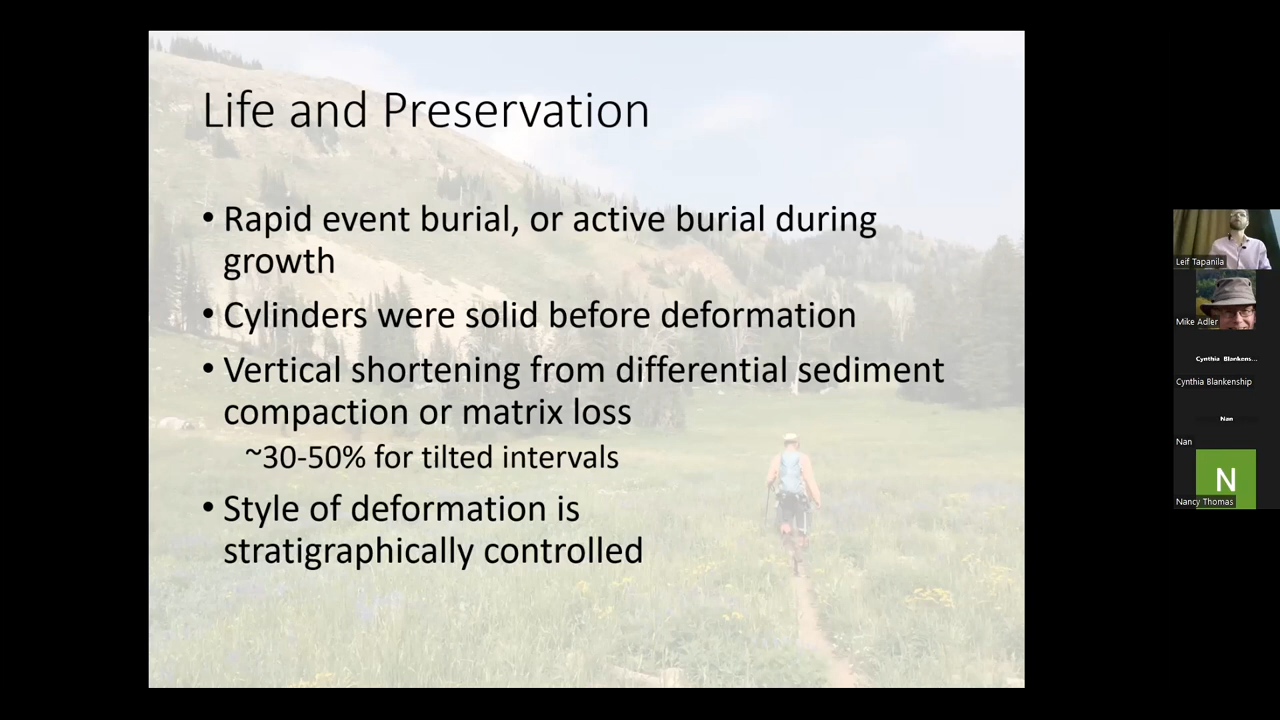 Life and Preservation
• Rapid event burial, or active burial during
growth
• Cylinders were solid before deformation
• Vertical shortening from differential sediment
compaction or matrix loss
~30-50% for tilted intervals
• Style of deformation is
stratigraphically controlled
Leif Tapanila
Mike Adler
Cynthia Blankens...
Cynthia Blankenship
Nan
Nan
N
Nancy Thomas